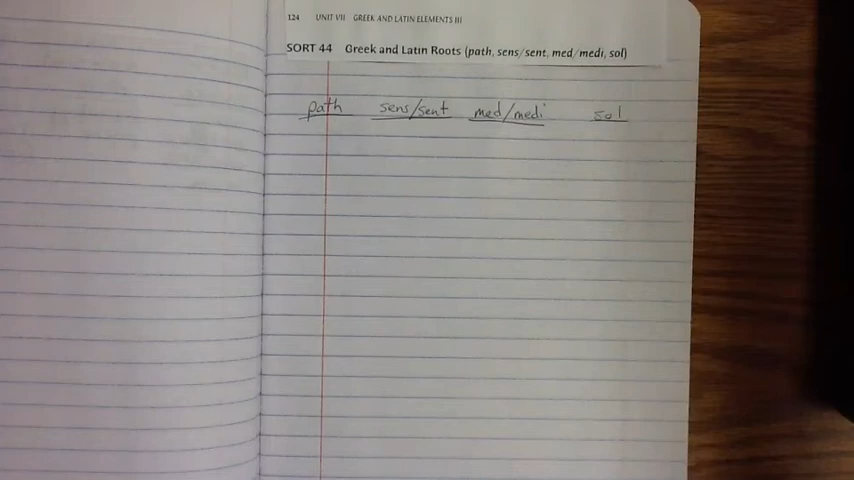 124 UNIT VII GREEK AND LATIN ELEMENTS III
SORT 44 Greek and Latin Roots (path, sens/sent, med/medi, sol)
path sens/sent med/medi sol